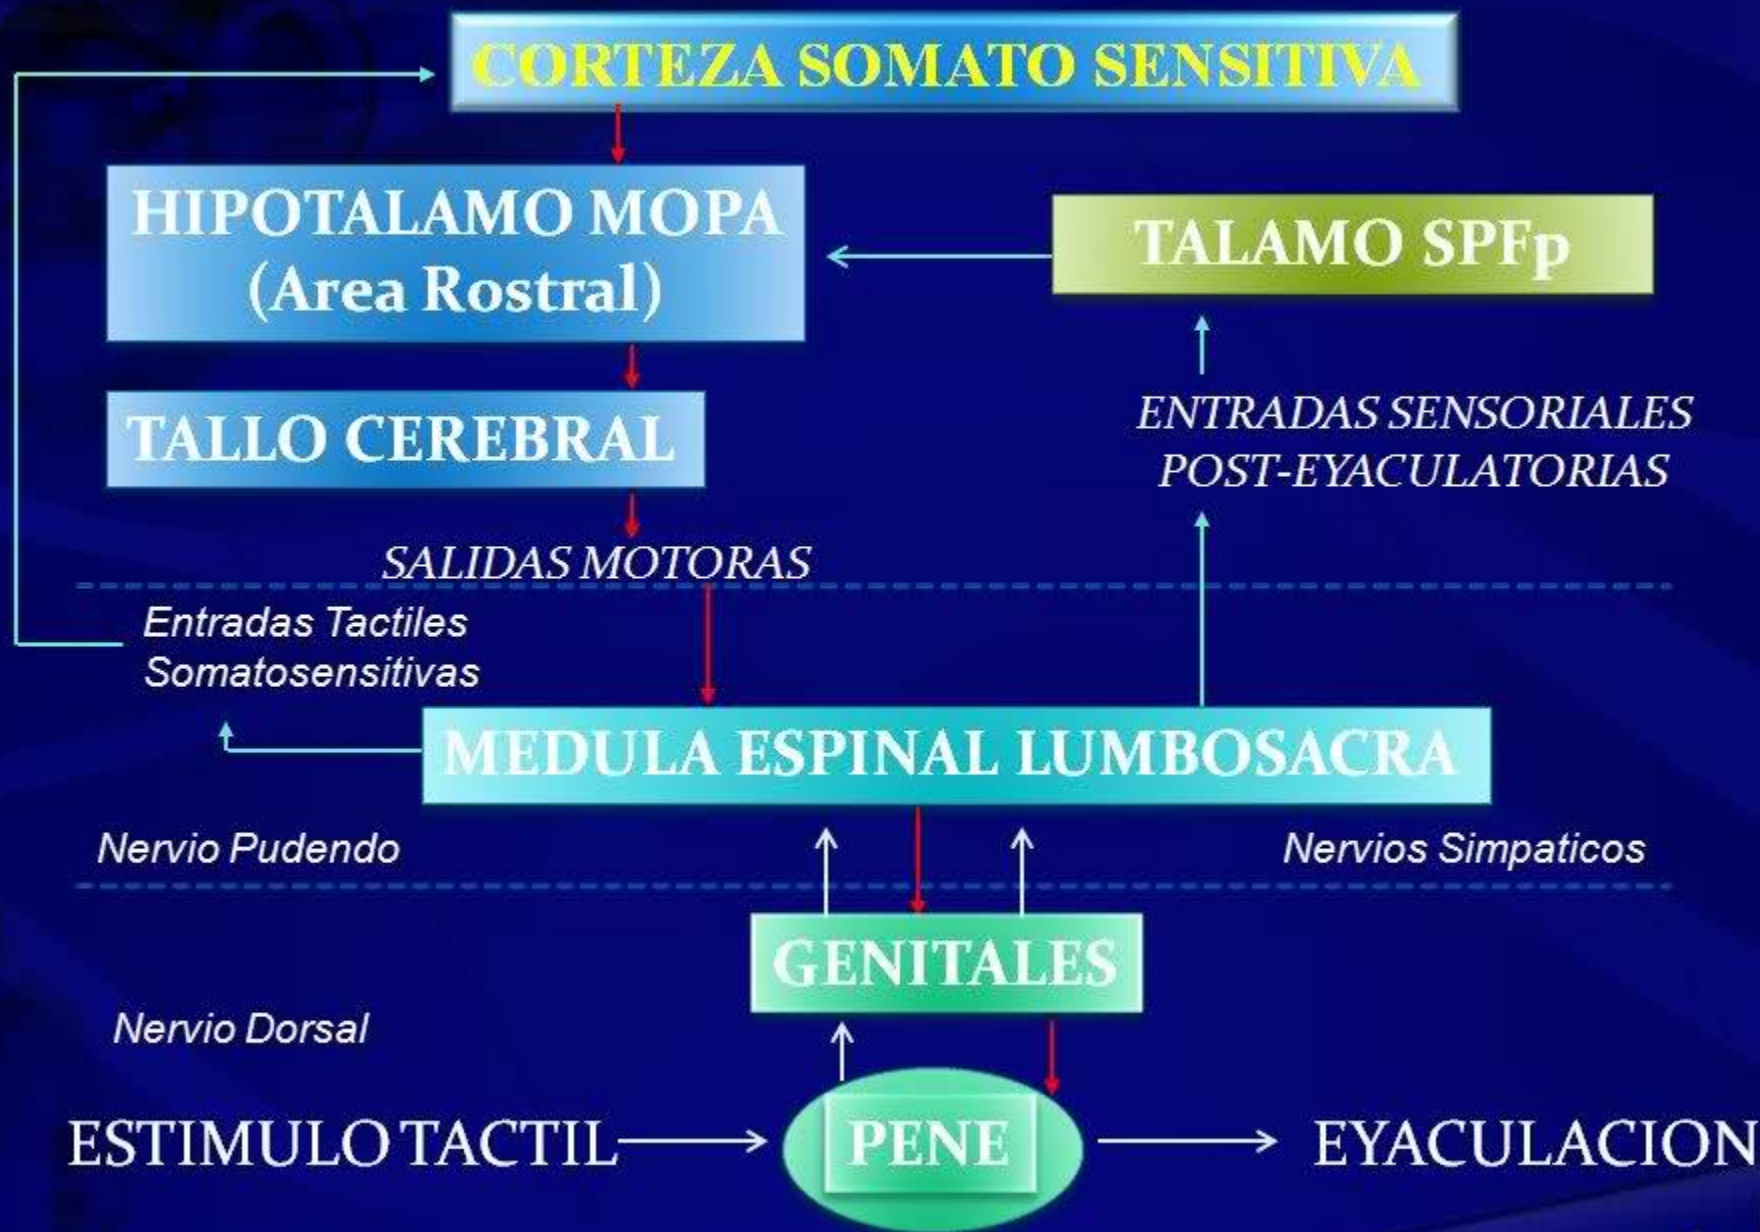 CORTEZA SOMATO SENSITIVA
HIPOTALAMO MOPA
(Area Rostral)
TALAMO SPFp
TALLO CEREBRAL
ENTRADAS SENSORIALES
POST-EYACULATORIAS
SALIDAS MOTORAS
Entradas Tactiles
Somatosensitivas
MEDULA ESPINAL LUMBOSACRA
Nervio Pudendo
Nervios Simpaticos
GENITALES
Nervio Dorsal
ESTIMULO TACTIL
PENE
EYACULACION